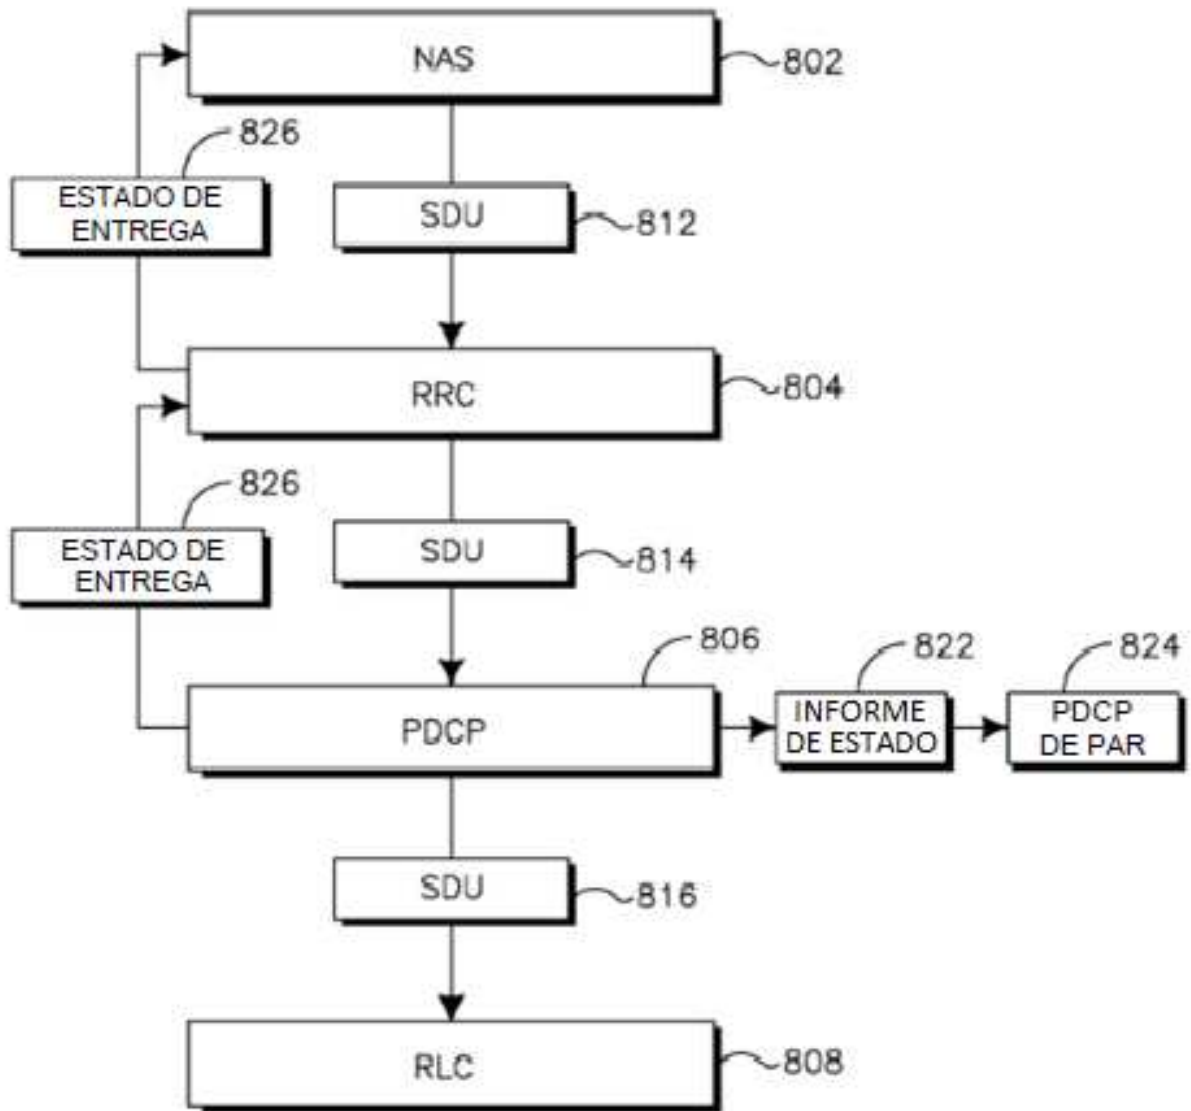 NAS
802
826
ESTADO DE
ENTREGA
SDU
812
RRC
804
826
ESTADO DE
ENTREGA
SDU
814
806
822
824
PDCP
INFORME
DE ESTADO
PDCP
DE PAR
SDU
816
RLC
808